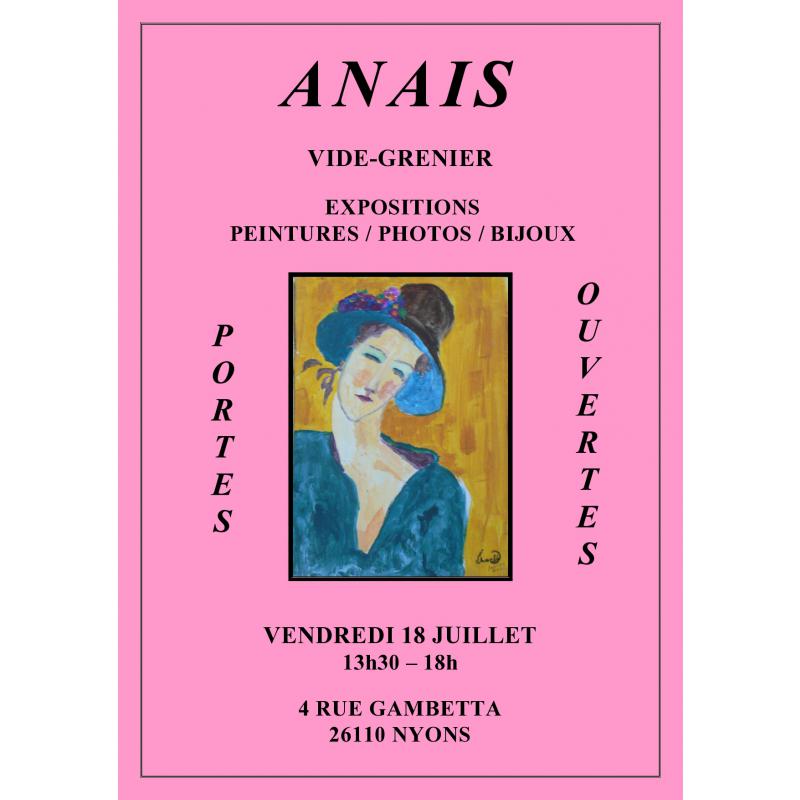 ANAIS
VIDE-GRENIER
EXPOSITIONS
PEINTURES / PHOTOS / BIJOUX
PORTES
OUVERTES
VENDREDI 18 JUILLET
13h30 – 18h
4 RUE GAMBETTA
26110 NYONS